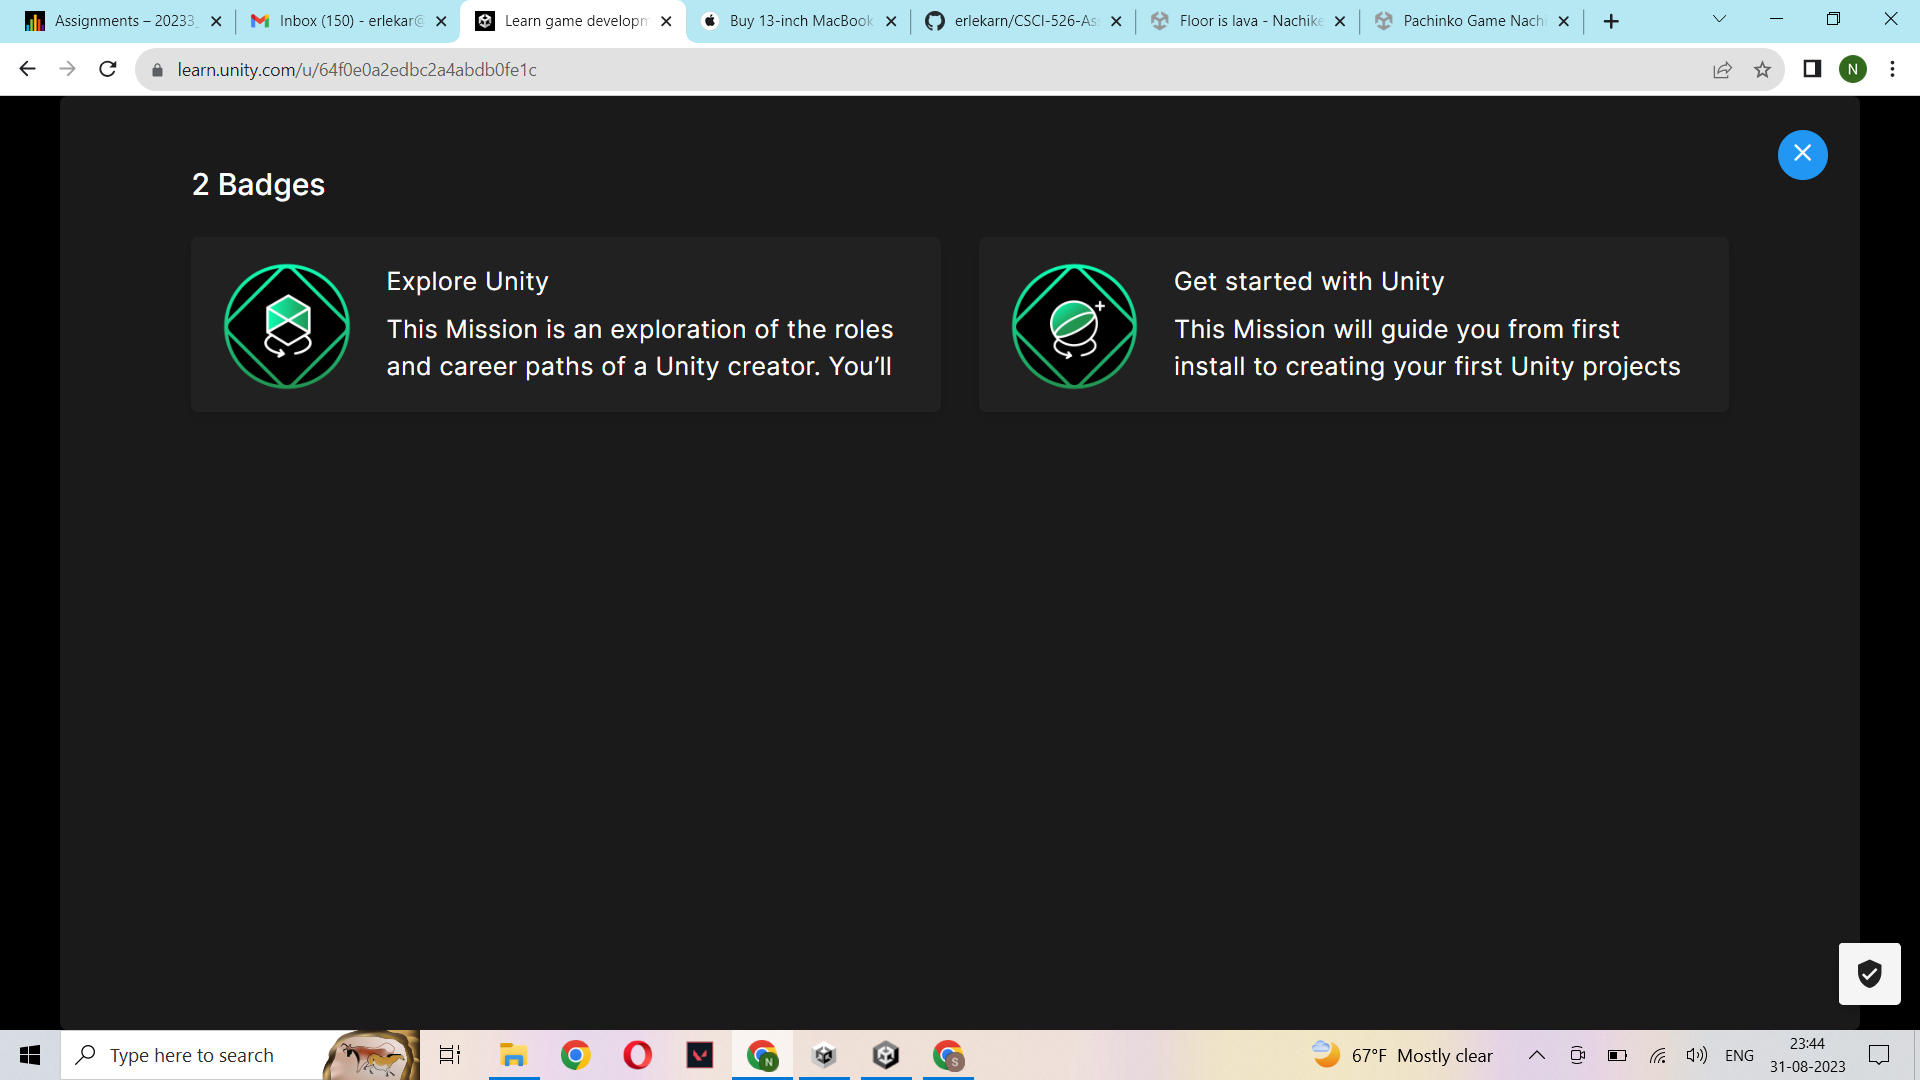 Assignments – 20233_
Inbox (150) - erlekar@
Learn game developm
Buy 13-inch MacBook
erlekarn/CSCI-526-As
Floor is lava - Nachike
Pachinko Game Nachi
learn.unity.com/u/64f0e0a2edbc2a4abdb0fe1c
N
2 Badges
Explore Unity
This Mission is an exploration of the roles
and career paths of a Unity creator. You’ll
Get started with Unity
This Mission will guide you from first
install to creating your first Unity projects
Type here to search
N
S
67°F Mostly clear
ENG
23:44
31-08-2023